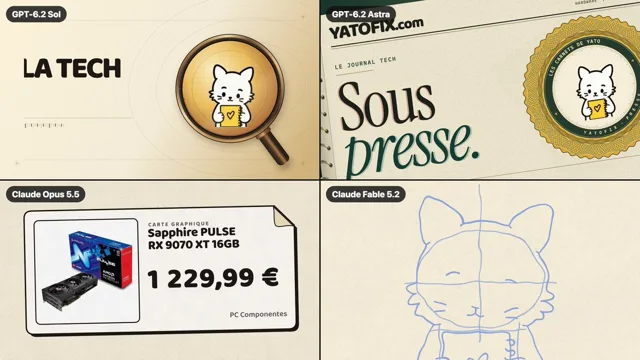 GPT-6.2 Sol
LA TECH
GPT-6.2 Astra
YATOFIX.com
LE JOURNAL TECH
Sous
presse.
LES CARNETS DE YATO
Claude Opus 5.5
CARTE GRAPHIQUE
Sapphire PULSE
RX 9070 XT 16GB
1 229,99 €
PC Componentes
Claude Fable 5.2